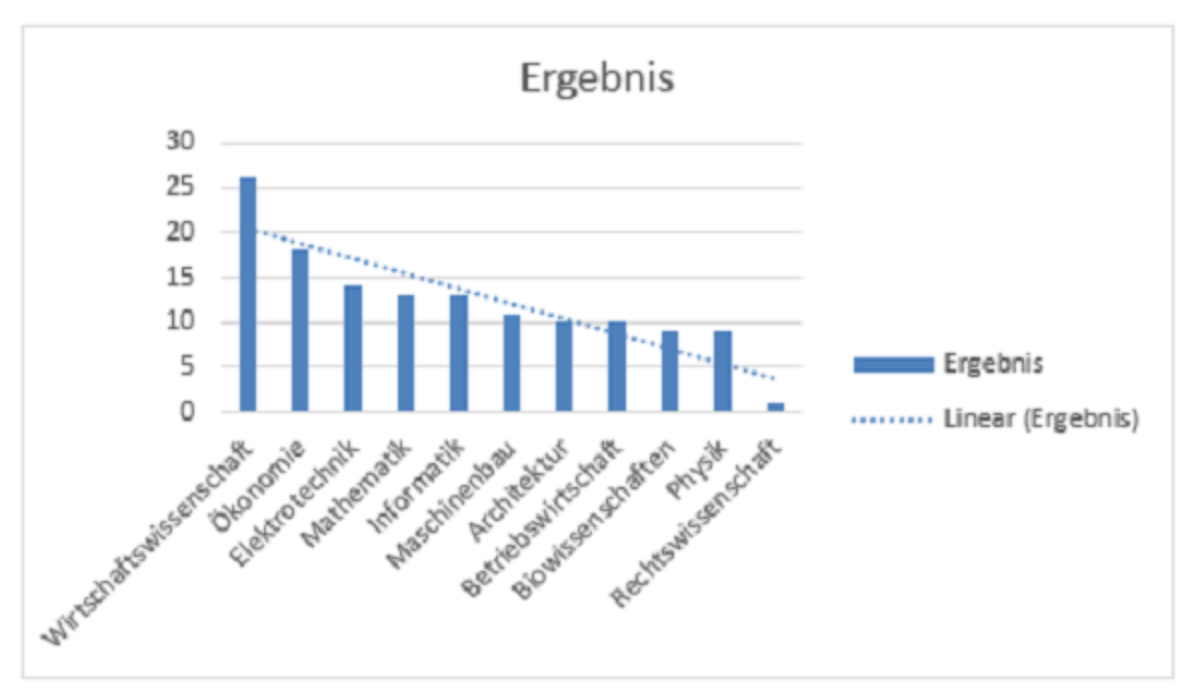 Ergebnis
30
25
20
15
10
5
0
Wirtschaftswissenschaft
Ökonomie
Elektrotechnik
Mathematik
Informatik
Maschinenbau
Architektur
Betriebswirtschaft
Biowissenschaften
Physik
Rechtswissenschaft
Ergebnis
Linear (Ergebnis)